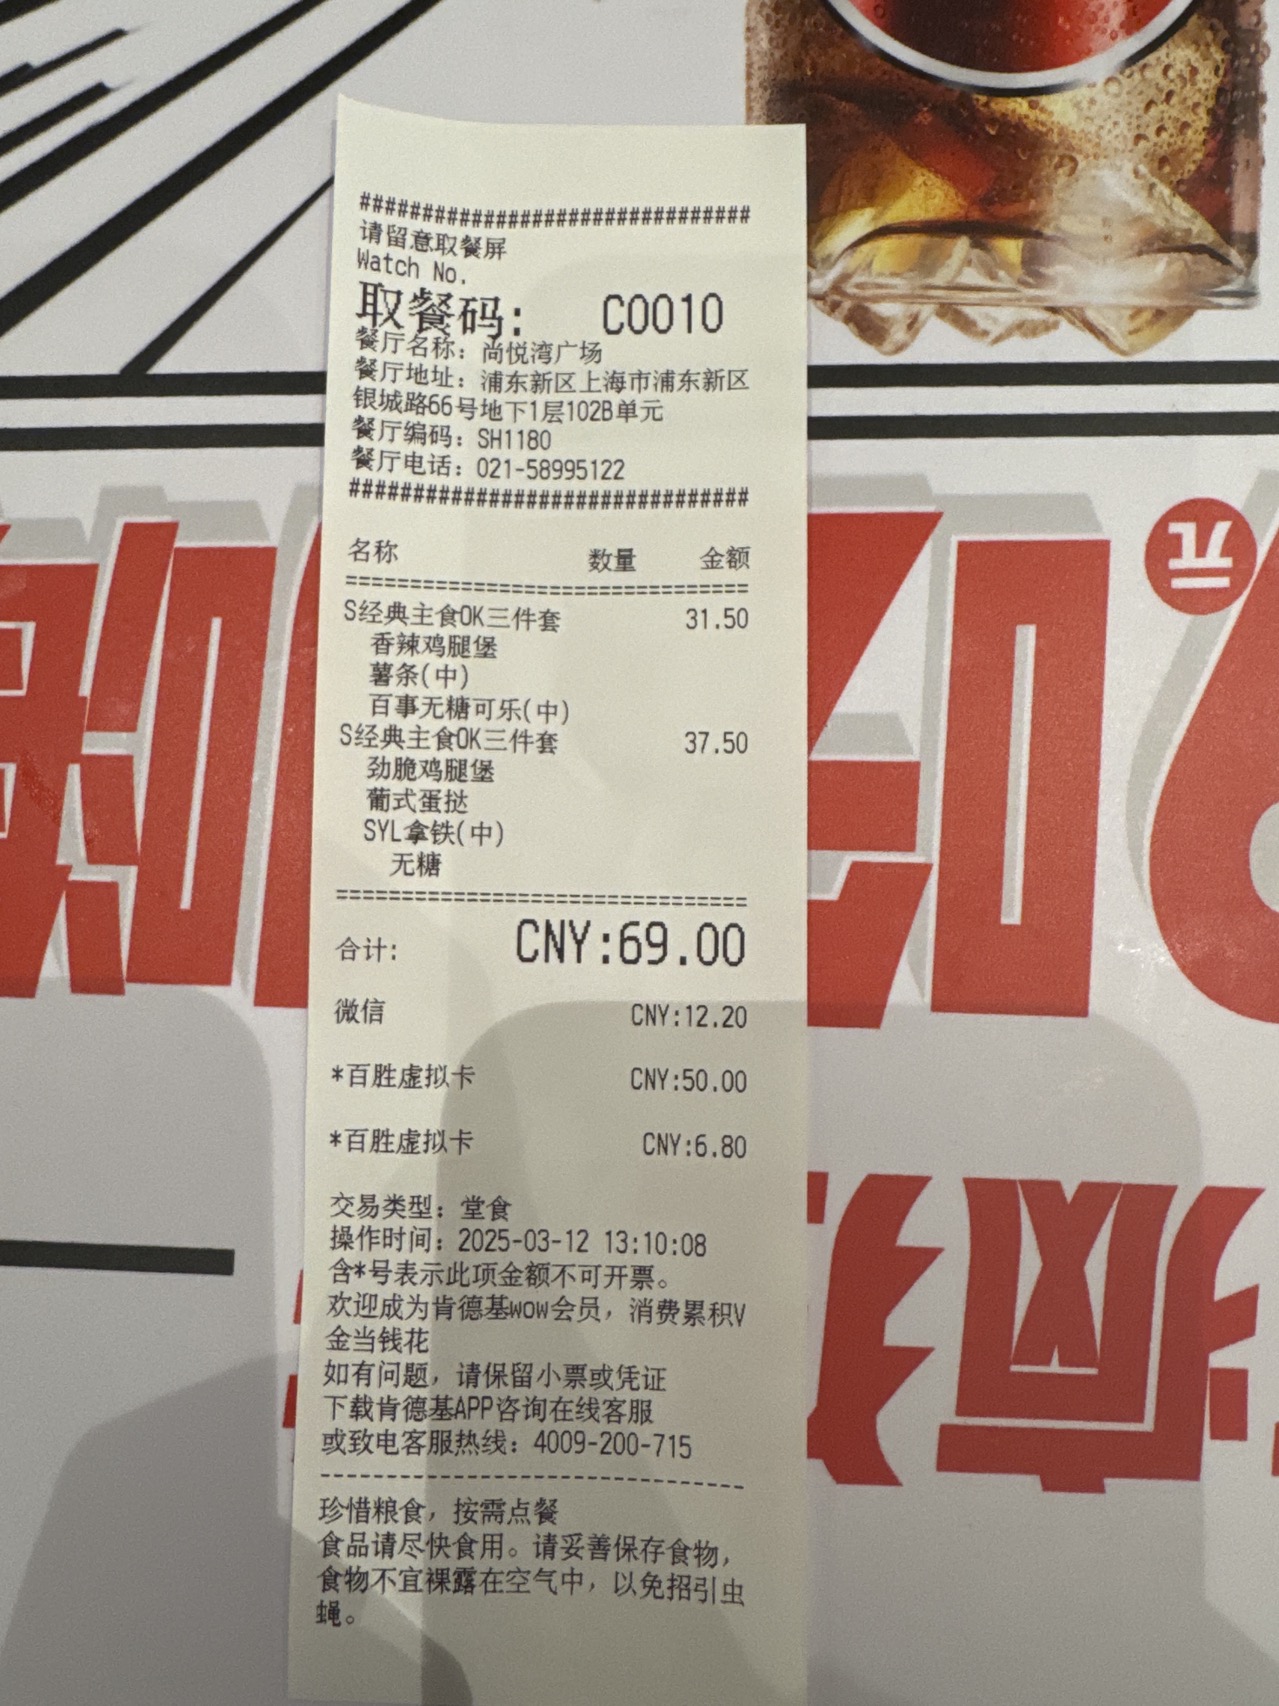 ################################
请留意取餐屏
Watch No.
取餐码: C0010
餐厅名称: 尚悦湾广场
餐厅地址: 浦东新区上海市浦东新区
银城路66号地下1层102B单元
餐厅编码: SH1180
餐厅电话: 021-58995122
################################
名称 数量 金额
================================
S经典主食OK三件套 31.50
香辣鸡腿堡
薯条(中)
百事无糖可乐(中)
S经典主食OK三件套 37.50
劲脆鸡腿堡
葡式蛋挞
SYL拿铁(中)
无糖
================================
合计: CNY:69.00
微信 CNY:12.20
*百胜虚拟卡 CNY:50.00
*百胜虚拟卡 CNY:6.80
交易类型: 堂食
操作时间: 2025-03-12 13:10:08
含*号表示此项金额不可开票。
欢迎成为肯德基wow会员，消费累积V
金当钱花
如有问题，请保留小票或凭证
下载肯德基APP咨询在线客服
或致电客服热线: 4009-200-715
--------------------------------
珍惜粮食，按需点餐
食品请尽快食用。请妥善保存食物，
食物不宜裸露在空气中，以免招引虫
蝇。
元